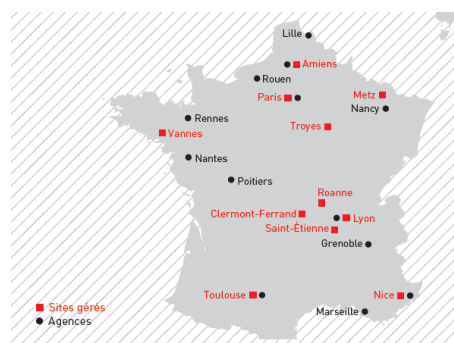 Lille
Amiens
Rouen
Paris
Metz
Nancy
Rennes
Troyes
Vannes
Nantes
Poitiers
Roanne
Clermont-Ferrand
Lyon
Saint-Étienne
Grenoble
Toulouse
Nice
Marseille
Sites gérés
Agences